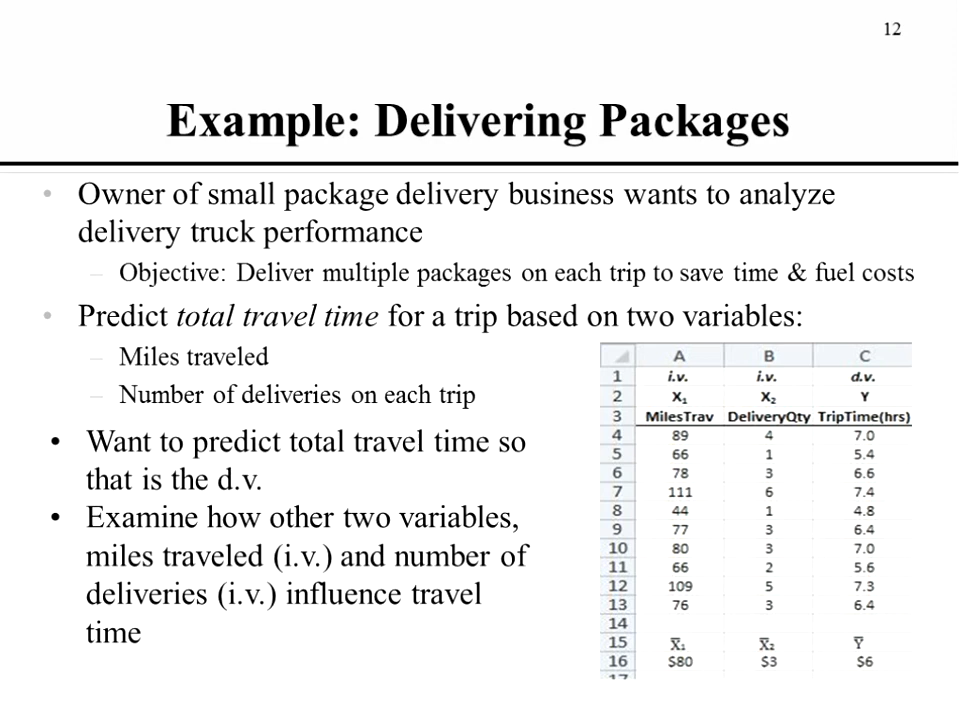 12
Example: Delivering Packages
• Owner of small package delivery business wants to analyze
delivery truck performance
– Objective: Deliver multiple packages on each trip to save time & fuel costs
• Predict total travel time for a trip based on two variables:
– Miles traveled
– Number of deliveries on each trip
• Want to predict total travel time so
that is the d.v.
• Examine how other two variables,
miles traveled (i.v.) and number of
deliveries (i.v.) influence travel
time
A B C
1 i.v. i.v. d.v.
2 X₁ X₂ Y
3 MilesTrav DeliveryQty TripTime(hrs)
4 89 4 7.0
5 66 1 5.4
6 78 3 6.6
7 111 6 7.4
8 44 1 4.8
9 77 3 6.4
10 80 3 7.0
11 66 2 5.6
12 109 5 7.3
13 76 3 6.4
14
15 X̅₁ X̅₂ Y̅
16 $80 $3 $6
17